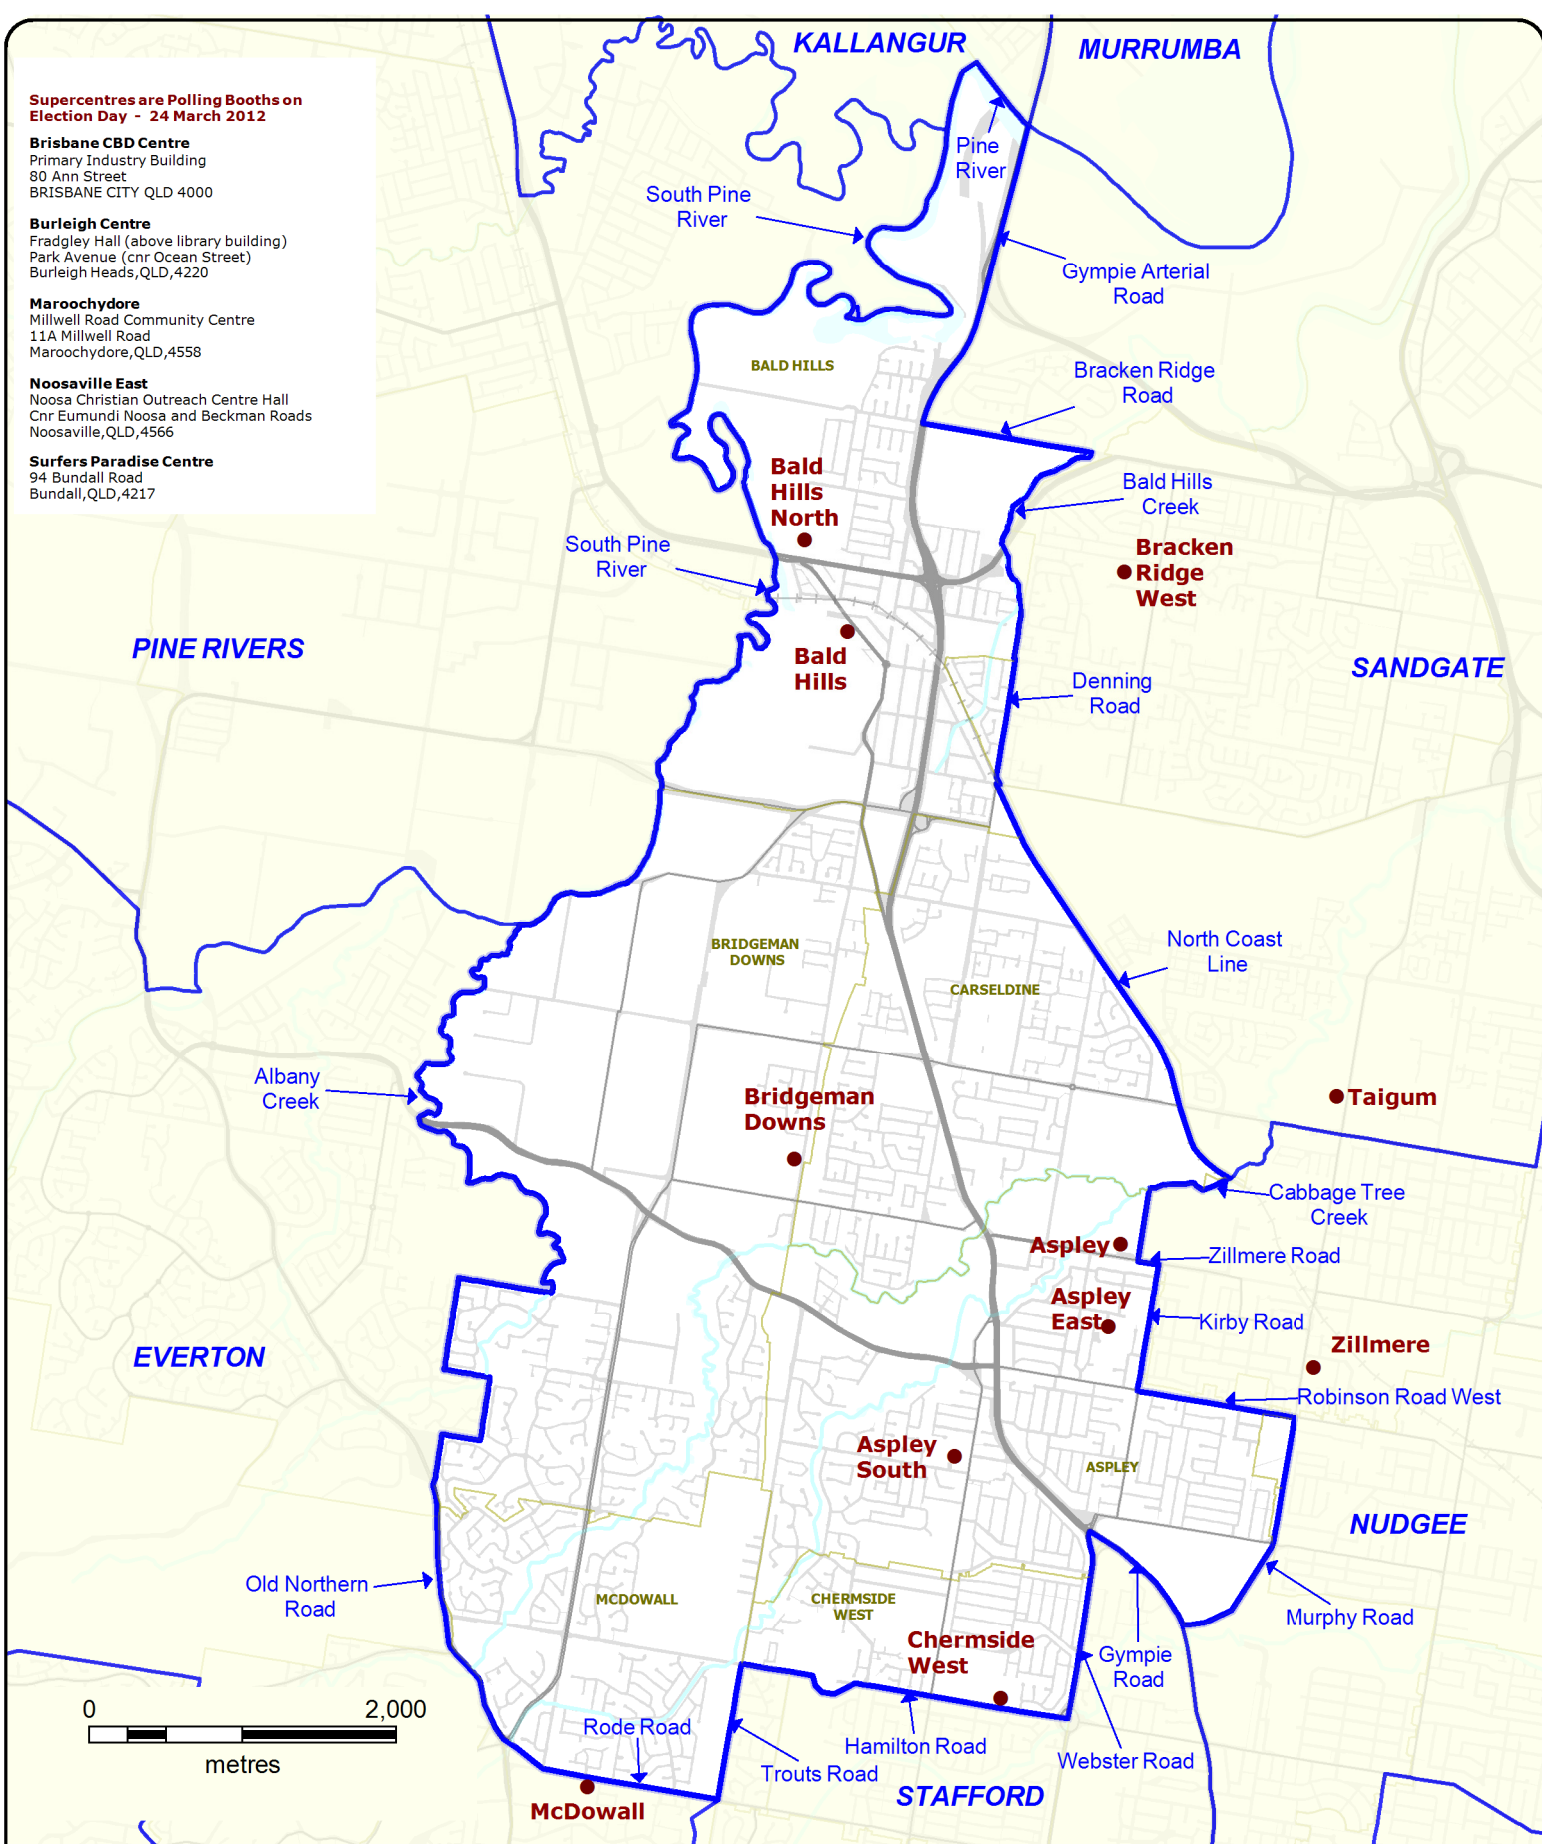 KALLANGUR
MURRUMBA
Supercentres are Polling Booths on
Election Day - 24 March 2012
Brisbane CBD Centre
Primary Industry Building
80 Ann Street
BRISBANE CITY QLD 4000
Burleigh Centre
Fradgley Hall (above library building)
Park Avenue (cnr Ocean Street)
Burleigh Heads,QLD,4220
Maroochydore
Millwell Road Community Centre
11A Millwell Road
Maroochydore,QLD,4558
Noosaville East
Noosa Christian Outreach Centre Hall
Cnr Eumundi Noosa and Beckman Roads
Noosaville,QLD,4566
Surfers Paradise Centre
94 Bundall Road
Bundall,QLD,4217
Pine
River
South Pine
River
Gympie Arterial
Road
BALD HILLS
Bracken Ridge
Road
Bald
Hills
North
Bald Hills
Creek
South Pine
River
Bracken
Ridge
West
PINE RIVERS
Bald
Hills
SANDGATE
Denning
Road
BRIDGEMAN
DOWNS
North Coast
Line
CARSELDINE
Albany
Creek
Bridgeman
Downs
Taigum
Cabbage Tree
Creek
Aspley
Zillmere Road
Aspley
East
Kirby Road
EVERTON
Zillmere
Robinson Road West
Aspley
South
ASPLEY
NUDGEE
Old Northern
Road
MCDOWALL
CHERMSIDE
WEST
Murphy Road
Chermside
West
Gympie
Road
0
2,000
metres
Rode Road
Hamilton Road
Trouts Road
Webster Road
STAFFORD
McDowall